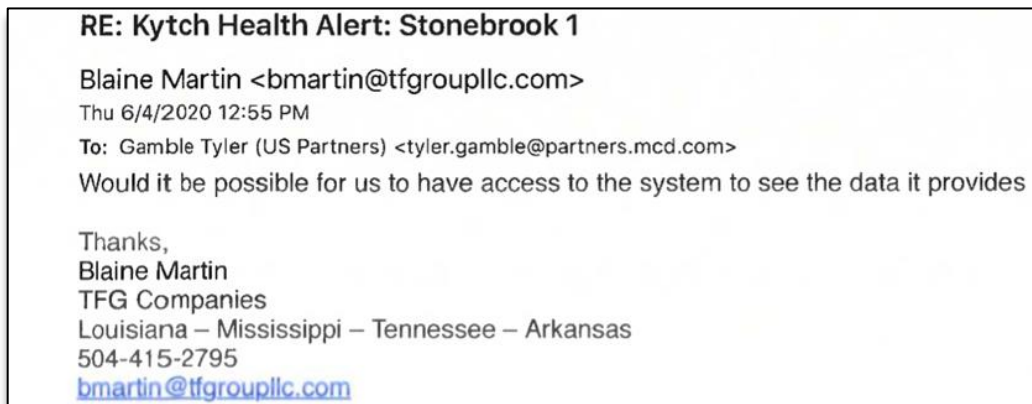 RE: Kytch Health Alert: Stonebrook 1
Blaine Martin <bmartin@tfgroupllc.com>
Thu 6/4/2020 12:55 PM
To: Gamble Tyler (US Partners) <tyler.gamble@partners.mcd.com>
Would it be possible for us to have access to the system to see the data it provides
Thanks,
Blaine Martin
TFG Companies
Louisiana – Mississippi – Tennessee – Arkansas
504-415-2795
bmartin@tfgroupllc.com